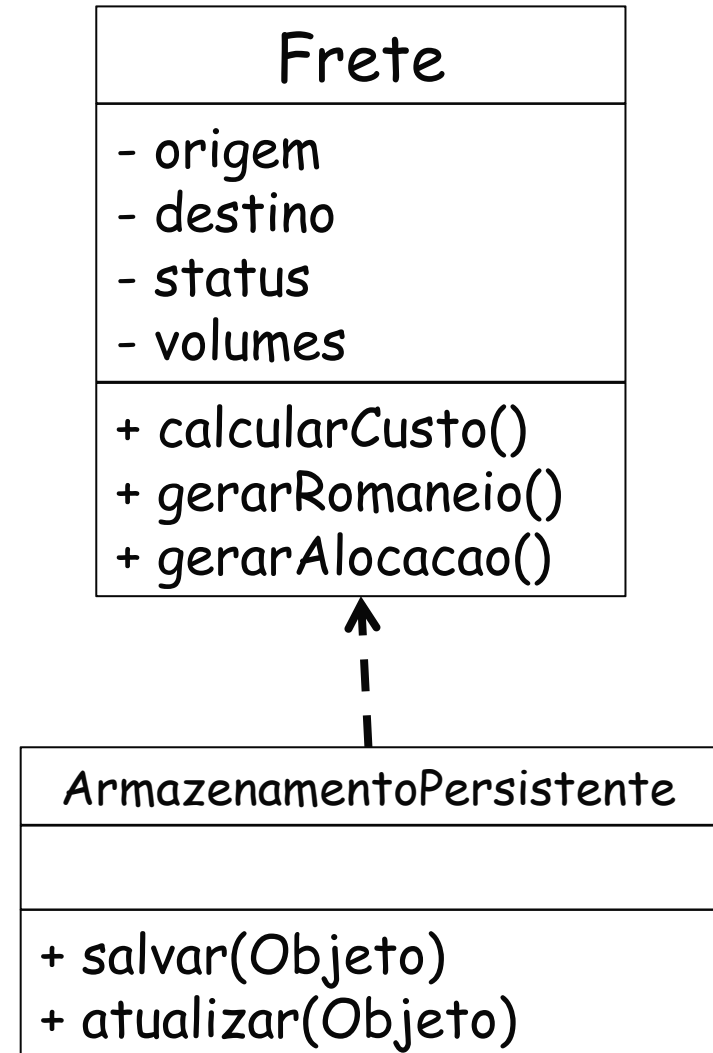 Frete
- origem
- destino
- status
- volumes
+ calcularCusto()
+ gerarRomaneio()
+ gerarAlocacao()
ArmazenamentoPersistente
+ salvar(Objeto)
+ atualizar(Objeto)